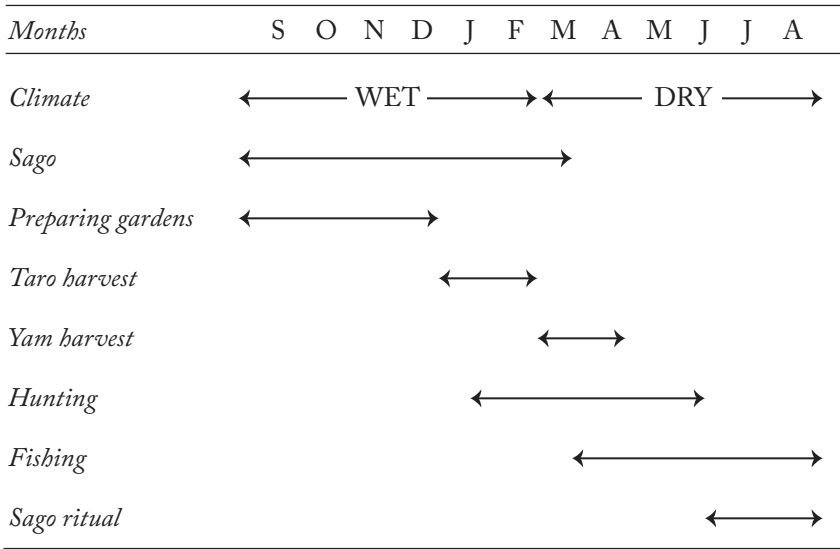 Months S O N D J F M A M J J A
Climate WET DRY
Sago
Preparing gardens
Taro harvest
Yam harvest
Hunting
Fishing
Sago ritual